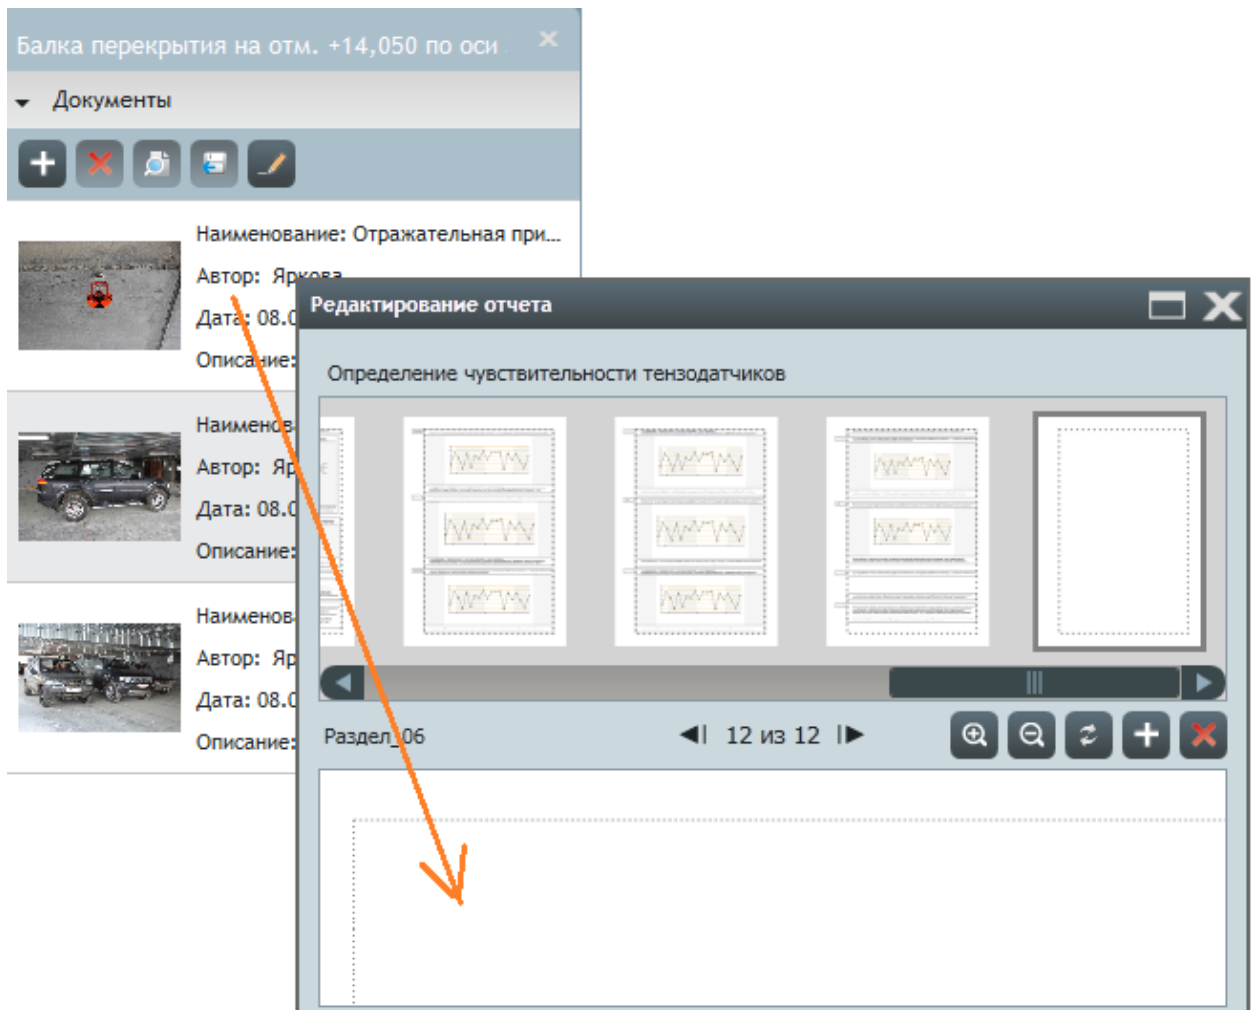 Балка перекрытия на отм. +14,050 по оси
Документы
Наименование: Отражательная при...
Автор: Яркова
Дата: 08.0
Описание:
Наименов
Автор: Яр
Дата: 08.0
Описание:
Наименов
Автор: Яр
Дата: 08.0
Описание:
Редактирование отчета
Определение чувствительности тензодатчиков
Раздел_06
12 из 12